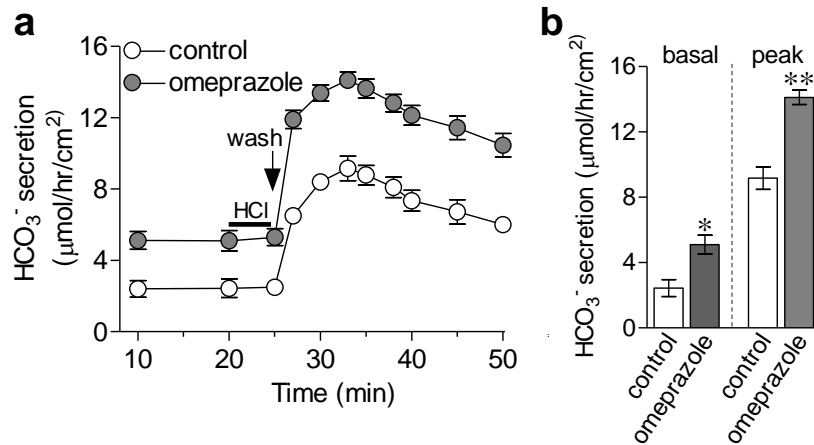 a
control
omeprazole
wash
HCl
HCO₃⁻ secretion
(μmol/hr/cm²)
16
12
8
4
0
10
20
30
40
50
Time (min)
b
basal
peak
*
**
HCO₃⁻ secretion (μmol/hr/cm²)
16
12
8
4
0
control
omeprazole
control
omeprazole